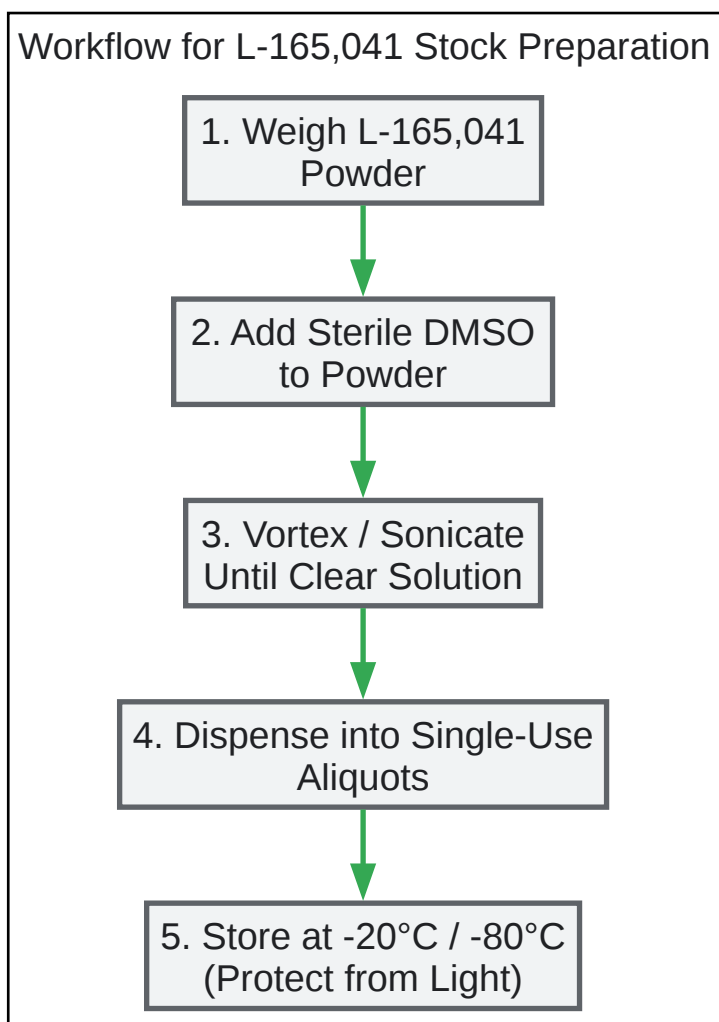 Workflow for L-165,041 Stock Preparation
1. Weigh L-165,041
Powder
2. Add Sterile DMSO
to Powder
3. Vortex / Sonicate
Until Clear Solution
4. Dispense into Single-Use
Aliquots
5. Store at -20°C / -80°C
(Protect from Light)